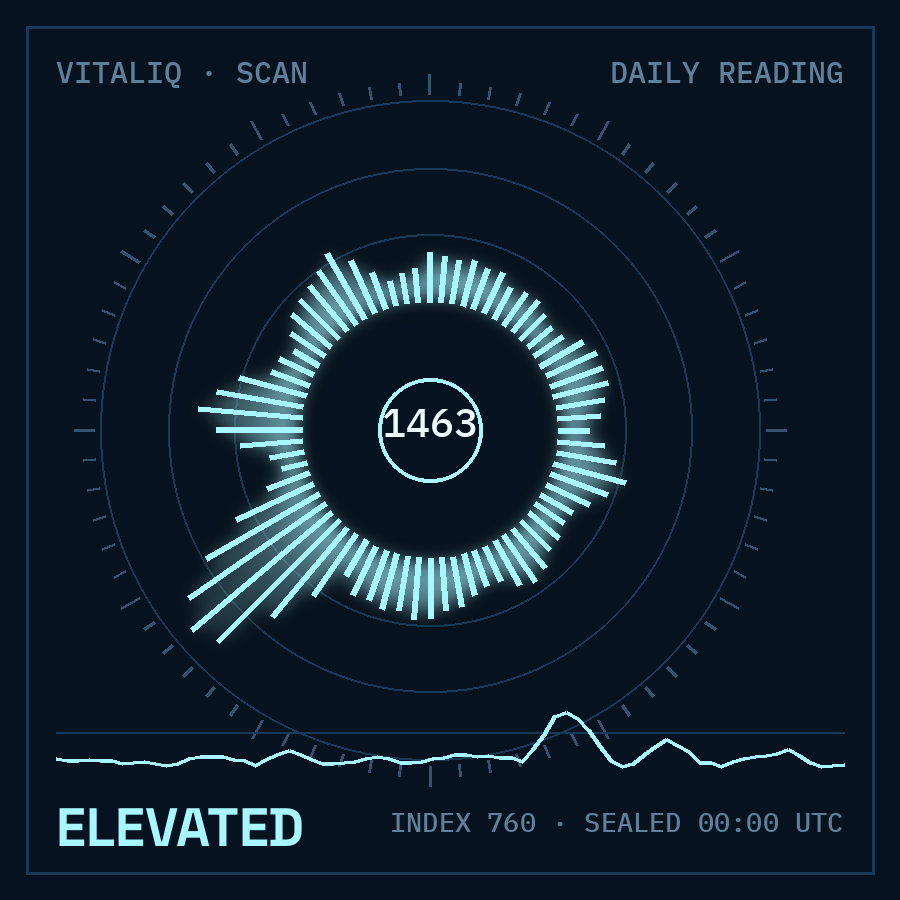 VITALIQ · SCAN
DAILY READING
1463
ELEVATED
INDEX 760 · SEALED 00:00 UTC